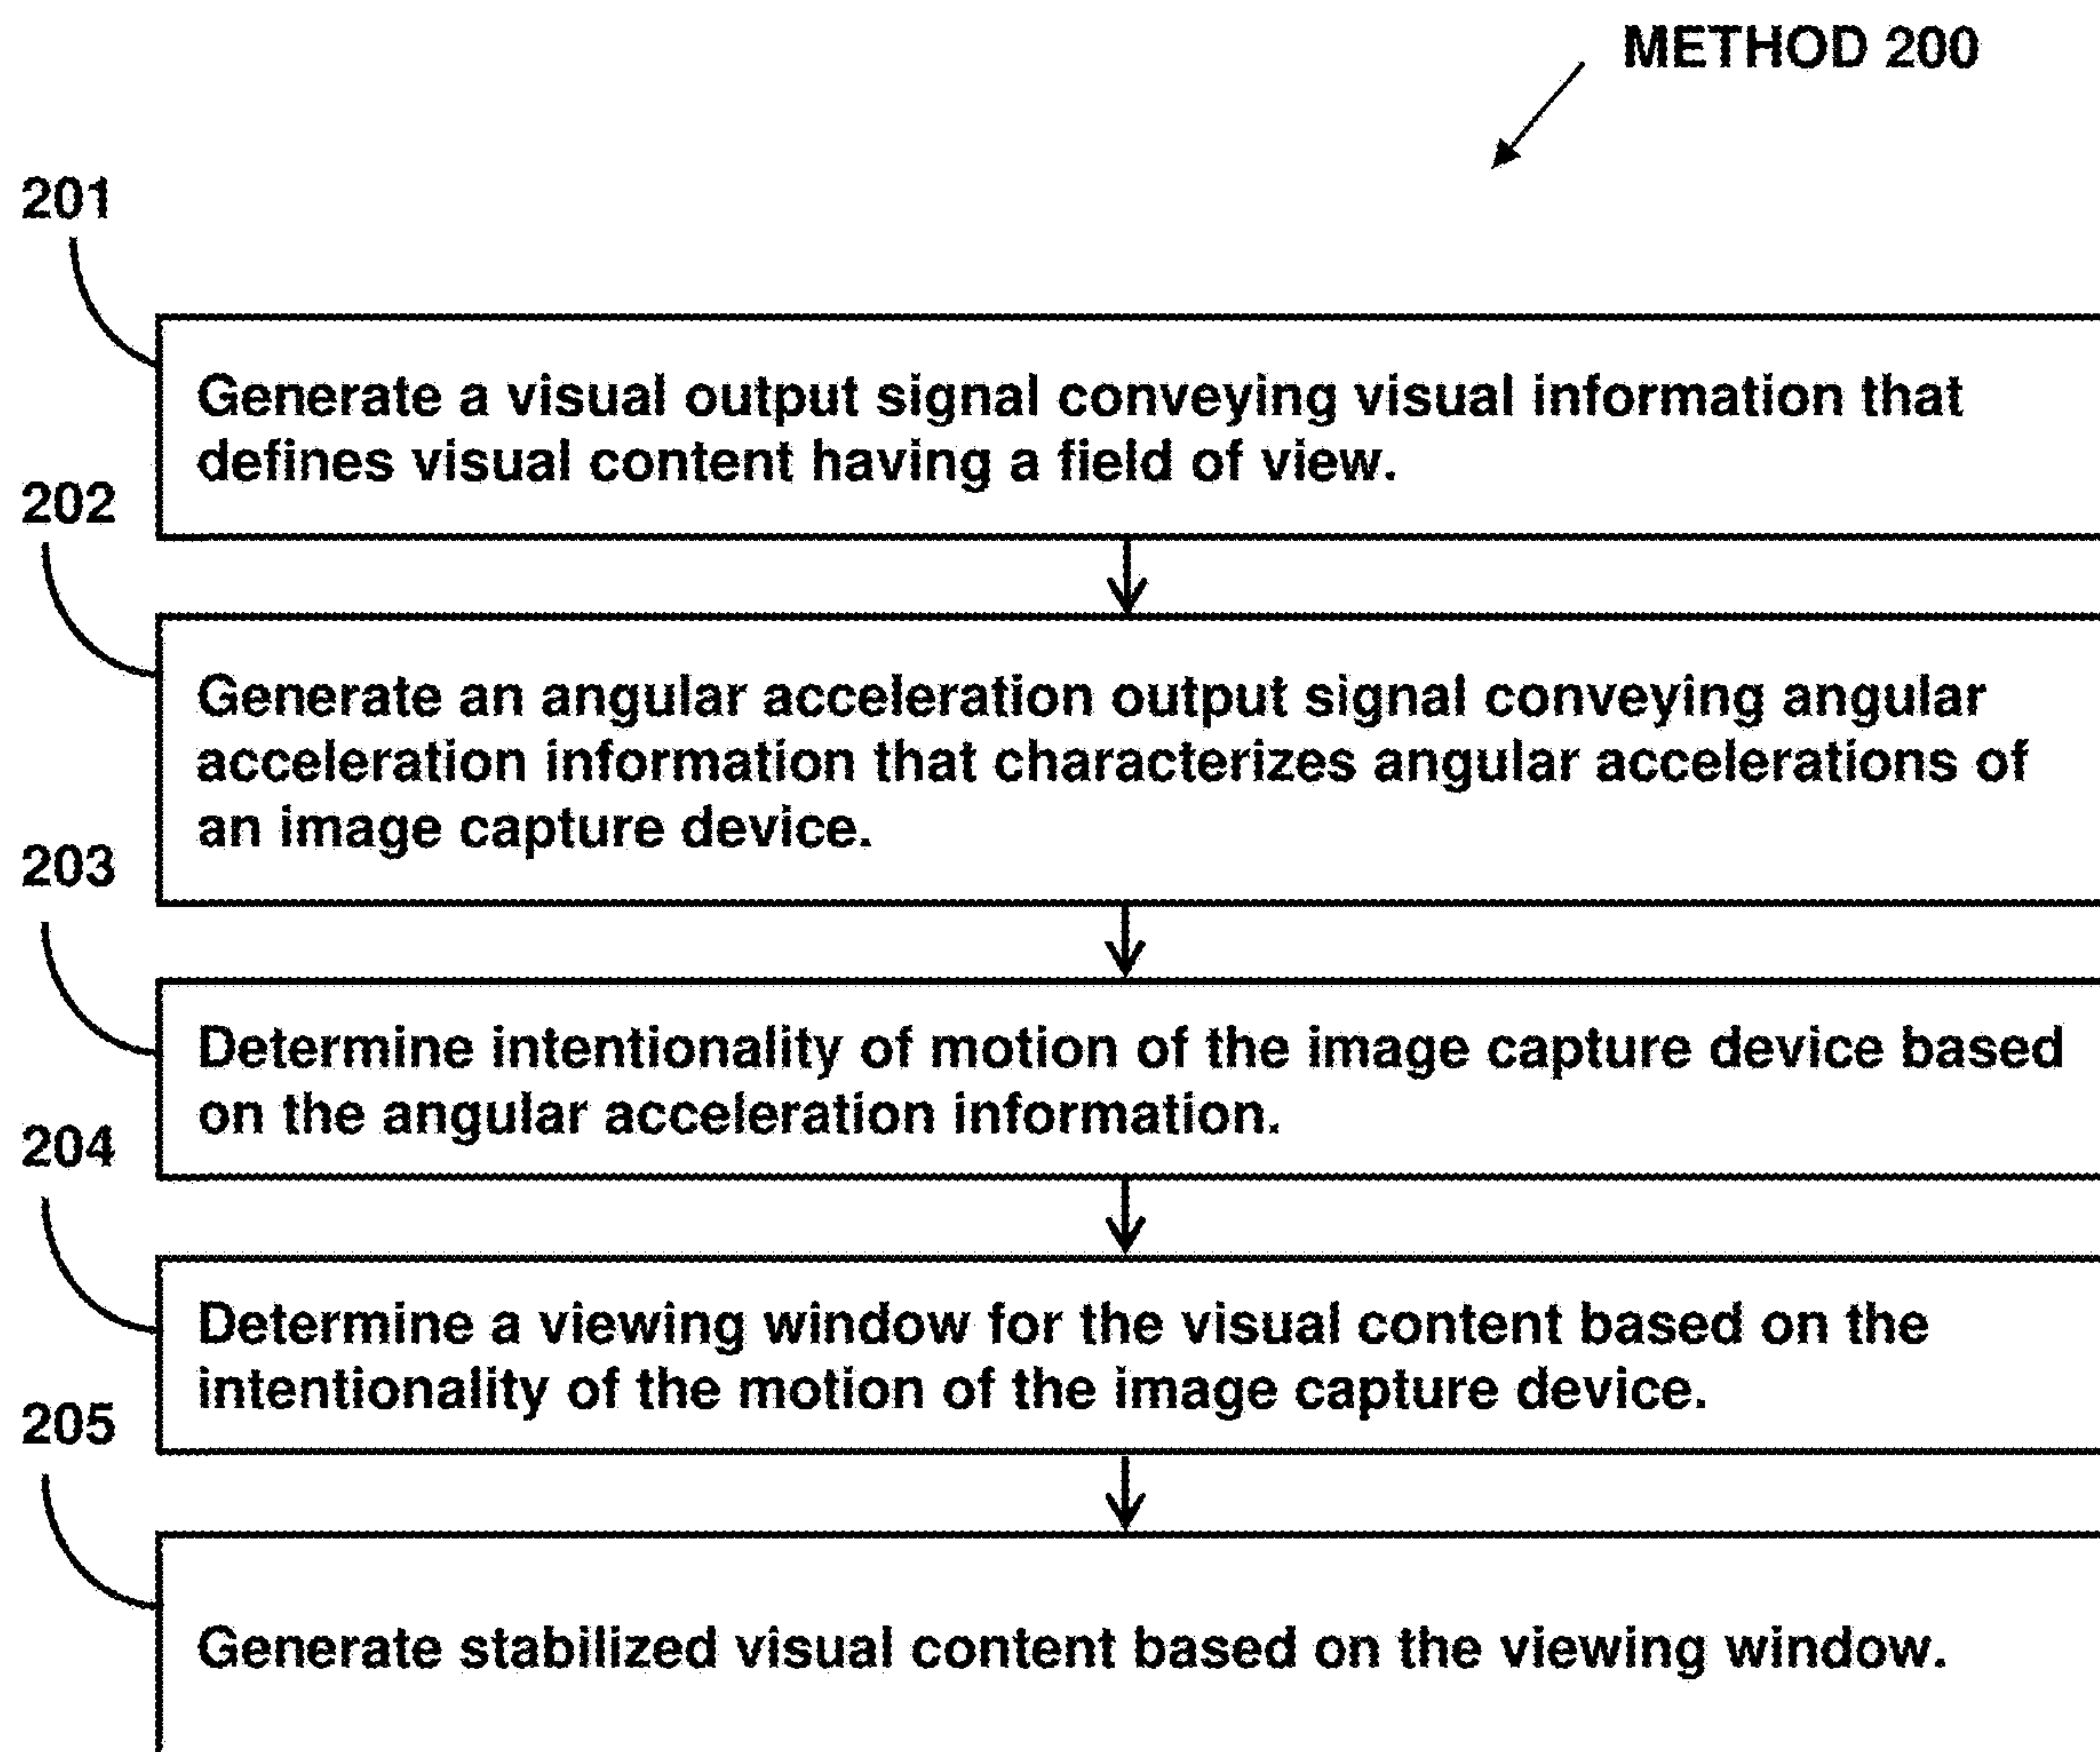 METHOD 200
201
Generate a visual output signal conveying visual information that
defines visual content having a field of view.
202
Generate an angular acceleration output signal conveying angular
acceleration information that characterizes angular accelerations of
an image capture device.
203
Determine intentionality of motion of the image capture device based
on the angular acceleration information.
204
Determine a viewing window for the visual content based on the
intentionality of the motion of the image capture device.
205
Generate stabilized visual content based on the viewing window.